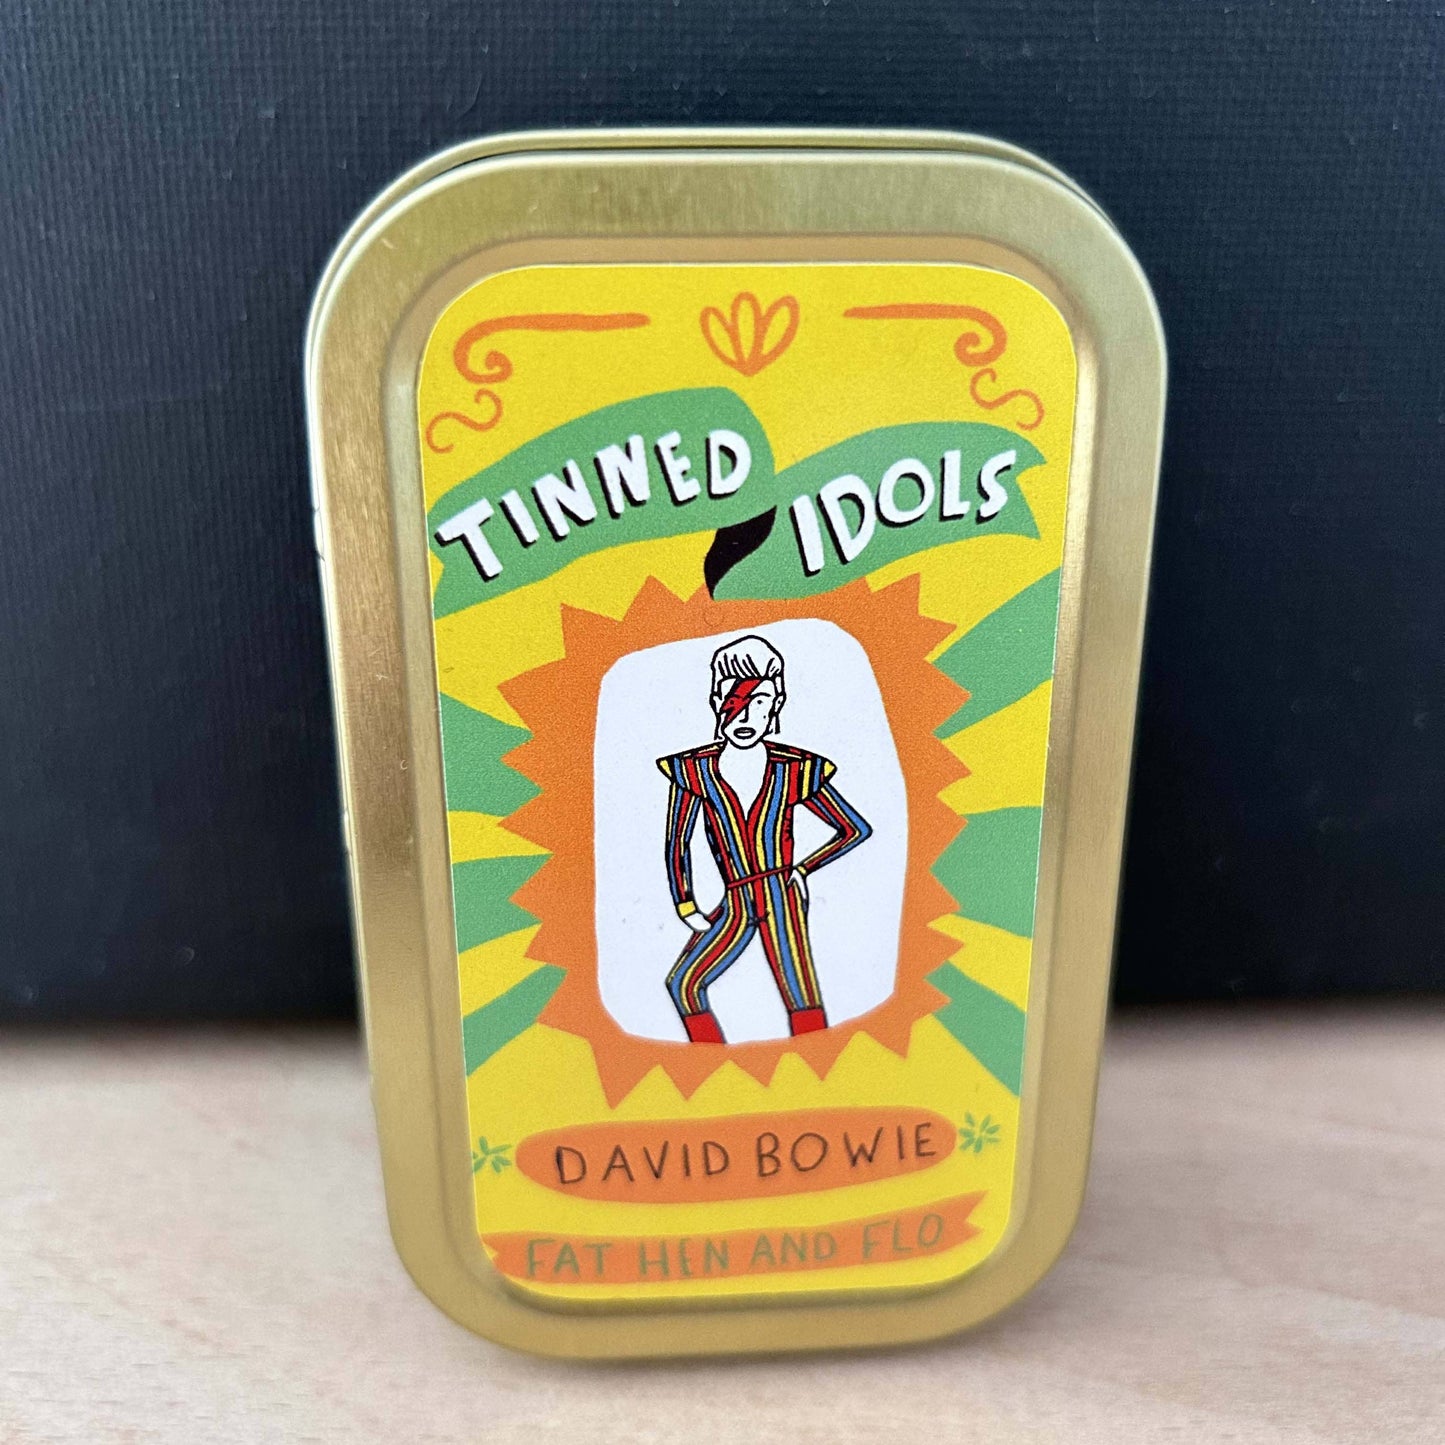 TINNED IDOLS
DAVID BOWIE
FAT HEN AND FLO